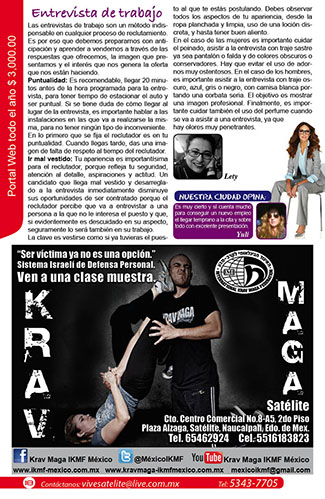 Portal Web todo el año $ 3,000.00
Entrevista de trabajo
Las entrevistas de trabajo son un método indis-
pensable en cualquier proceso de reclutamiento.
Es por eso que debemos prepararnos con anti-
cipación y aprender a vendernos a través de las
respuestas que ofrecemos, la imagen que pre-
sentemos y el interés que nos genera la oferta
que nos están haciendo.
Puntualidad: Es recomendable, llegar 20 minu-
tos antes de la hora programada para la entre-
vista, para tener tiempo de estacionar el auto y
ser puntual. Si se tiene duda de cómo llegar al
lugar de la entrevista, es importante hablar a las
instalaciones en las que va a realizarse la mis-
ma, para no tener ningún tipo de inconveniente.
En lo primero que se fija el reclutador es en tu
puntualidad. Cuando llegas tarde, das una ima-
gen de falta de respeto al tiempo del reclutador.
Ir mal vestido: Tu apariencia es importantísima
para el reclutador, porque refleja tu seguridad,
atención al detalle, aspiraciones y actitud. Un
candidato que llega mal vestido y desarregla-
do a la entrevista inmediatamente disminuye
sus oportunidades de ser contratado porque el
reclutador percibe que va a entrevistar a una
persona a la que no le interesa el puesto y que,
si evidentemente es descuidado en su aspecto,
seguramente lo será también en su trabajo.
La clave es vestirse como si ya tuvieras el pues-
to al que te estás postulando. Debes observar
todos los aspectos de tu apariencia, desde la
ropa planchada y limpia, uso de una loción dis-
creta, y hasta tener buen aliento.
En el caso de las mujeres es importante cuidar
el peinado, asistir a la entrevista con traje sastre
ya sea pantalón o falda y de colores obscuros o
conservadores. Hay que evitar el uso de ador-
nos muy ostentosos. En el caso de los hombres,
es importante asistir a la entrevista con traje os-
curo, azul, gris o negro, con camisa blanca por-
tando una corbata seria. El objetivo es mostrar
una imagen profesional. Finalmente, es impor-
tante cuidar también el uso del perfume cuando
se va a asistir a una entrevista, ya que
hay olores muy penetrantes.
Lety
NUESTRA CIUDAD OPINA:
Es muy cierto y si cuenta mucho
para conseguir un nuevo empleo
el llegar temprano a la cita y sobre
todo con excelente presentación.
Yuli
"Ser víctima ya no es una opción."
Sistema Israelí de Defensa Personal.
Ven a una clase muestra.
KRAV
MAGA
Satélite
Cto. Centro Comercial No.8-A5, 2do Piso
Plaza Alzaga, Satélite, Naucalpall, Edo. de Mex.
Tel. 65462924 Cel: 5516183823
Krav Maga IKMF México @MéxicoIKMF YouTube Krav Maga IKMF México
www.ikmf-mexico.com.mx www.kravmaga-ikmfmexico.com.mx mexicoikmf@gmail.com
18 Contáctanos: vivesatelite@live.com.mx Tel: 5343-7705